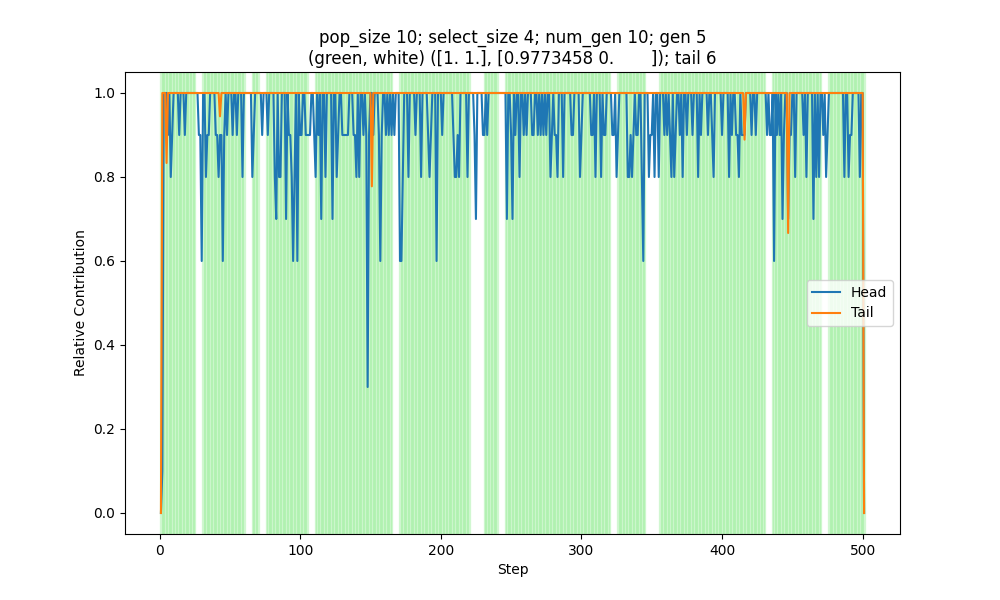 pop_size 10; select_size 4; num_gen 10; gen 5
(green, white) ([1. 1.], [0.9773458 0.        ]); tail 6
1.0
0.8
0.6
0.4
0.2
0.0
Relative Contribution
Head
Tail
0 100 200 300 400 500
Step